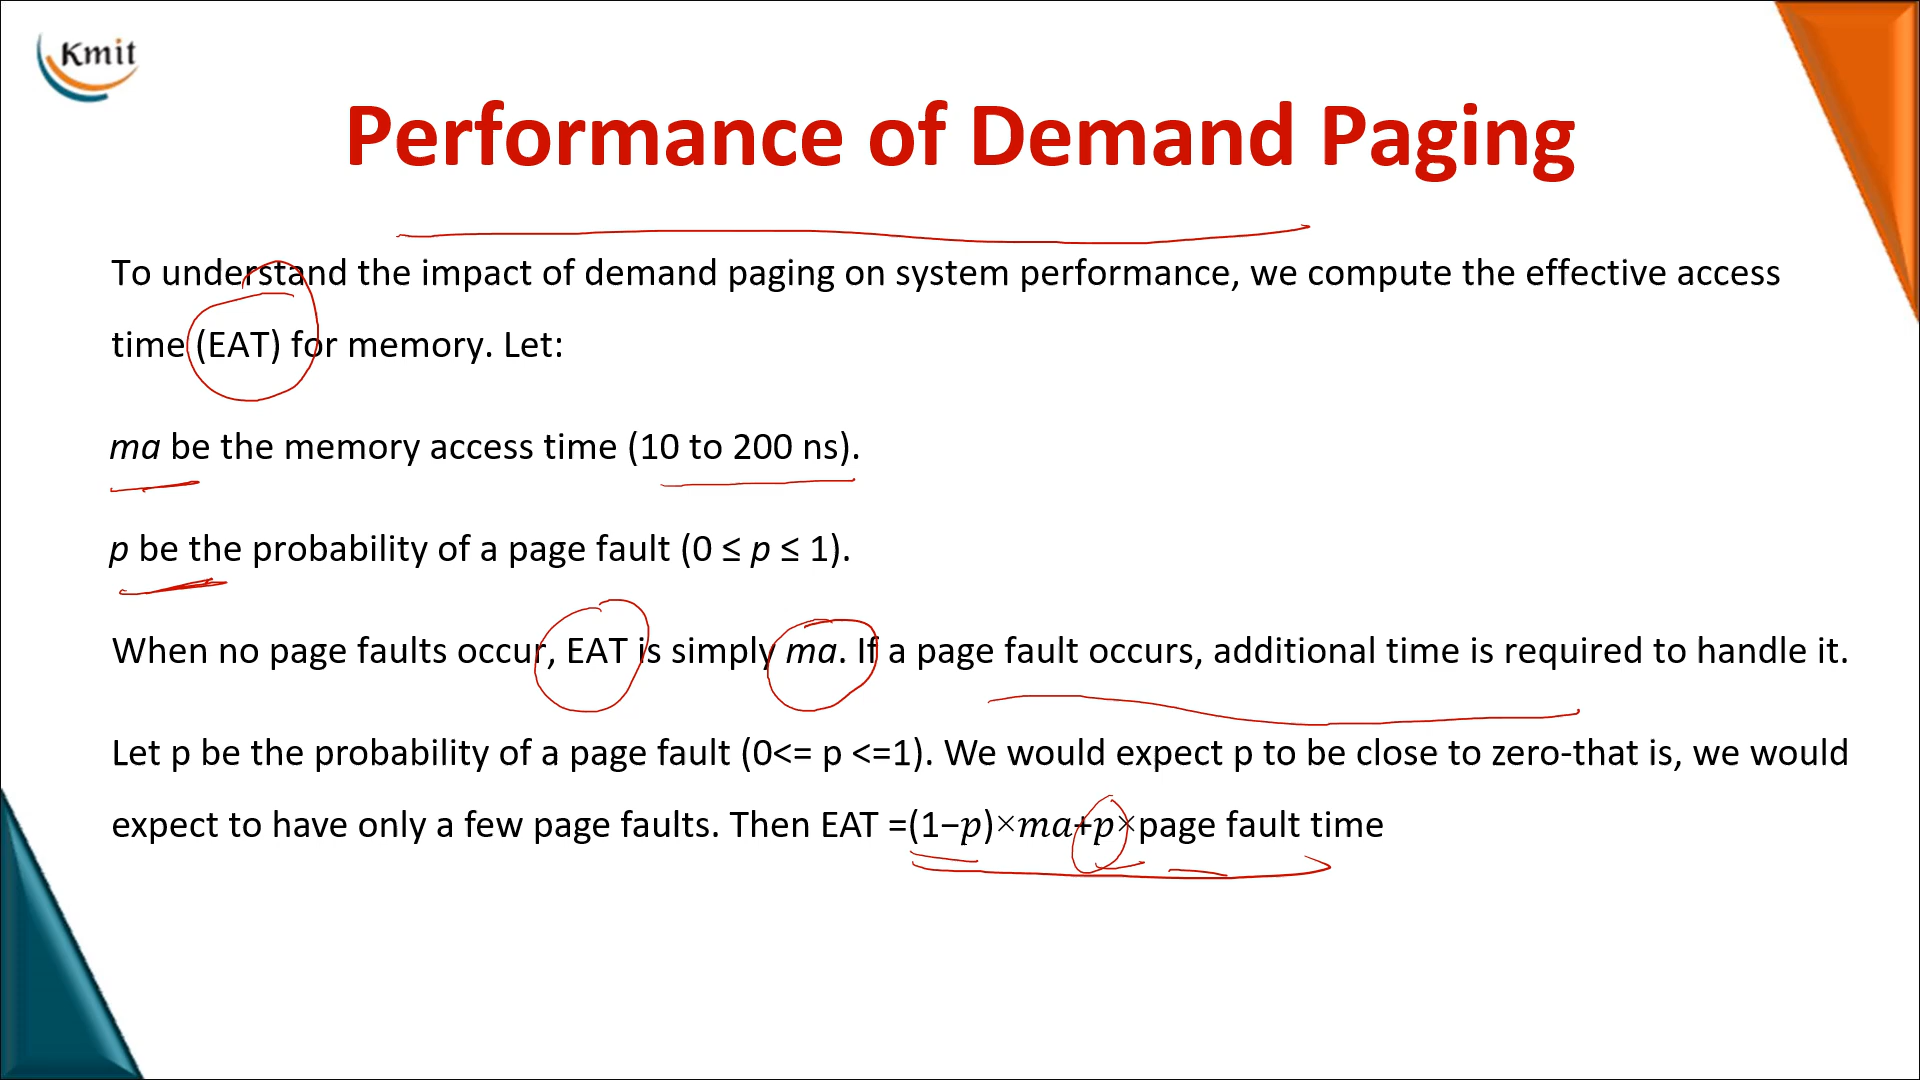 Kmit
Performance of Demand Paging
To understand the impact of demand paging on system performance, we compute the effective access
time (EAT) for memory. Let:
ma be the memory access time (10 to 200 ns).
p be the probability of a page fault (0 ≤ p ≤ 1).
When no page faults occur, EAT is simply ma. If a page fault occurs, additional time is required to handle it.
Let p be the probability of a page fault (0<= p <=1). We would expect p to be close to zero-that is, we would
expect to have only a few page faults. Then EAT =(1−p)×ma+p×page fault time